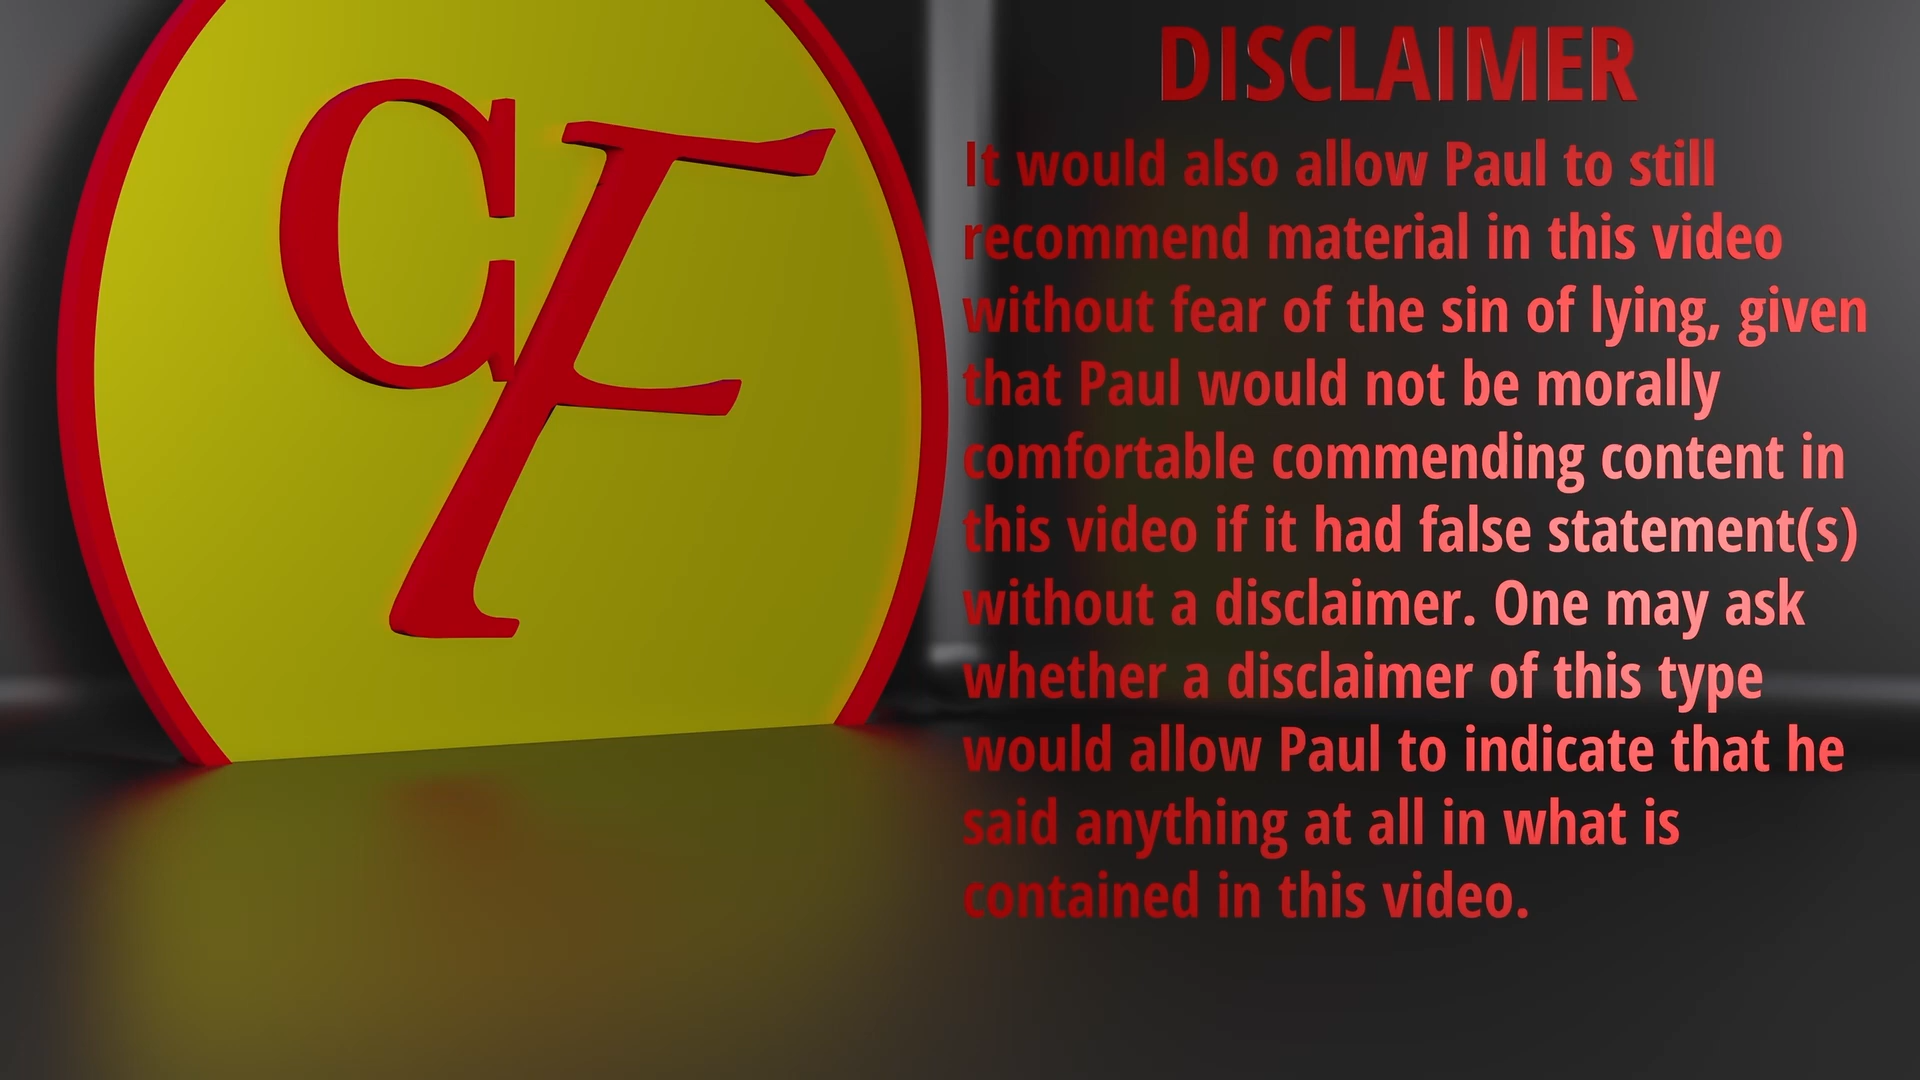 CF
DISCLAIMER
It would also allow Paul to still
recommend material in this video
without fear of the sin of lying, given
that Paul would not be morally
comfortable commending content in
this video if it had false statement(s)
without a disclaimer. One may ask
whether a disclaimer of this type
would allow Paul to indicate that he
said anything at all in what is
contained in this video.